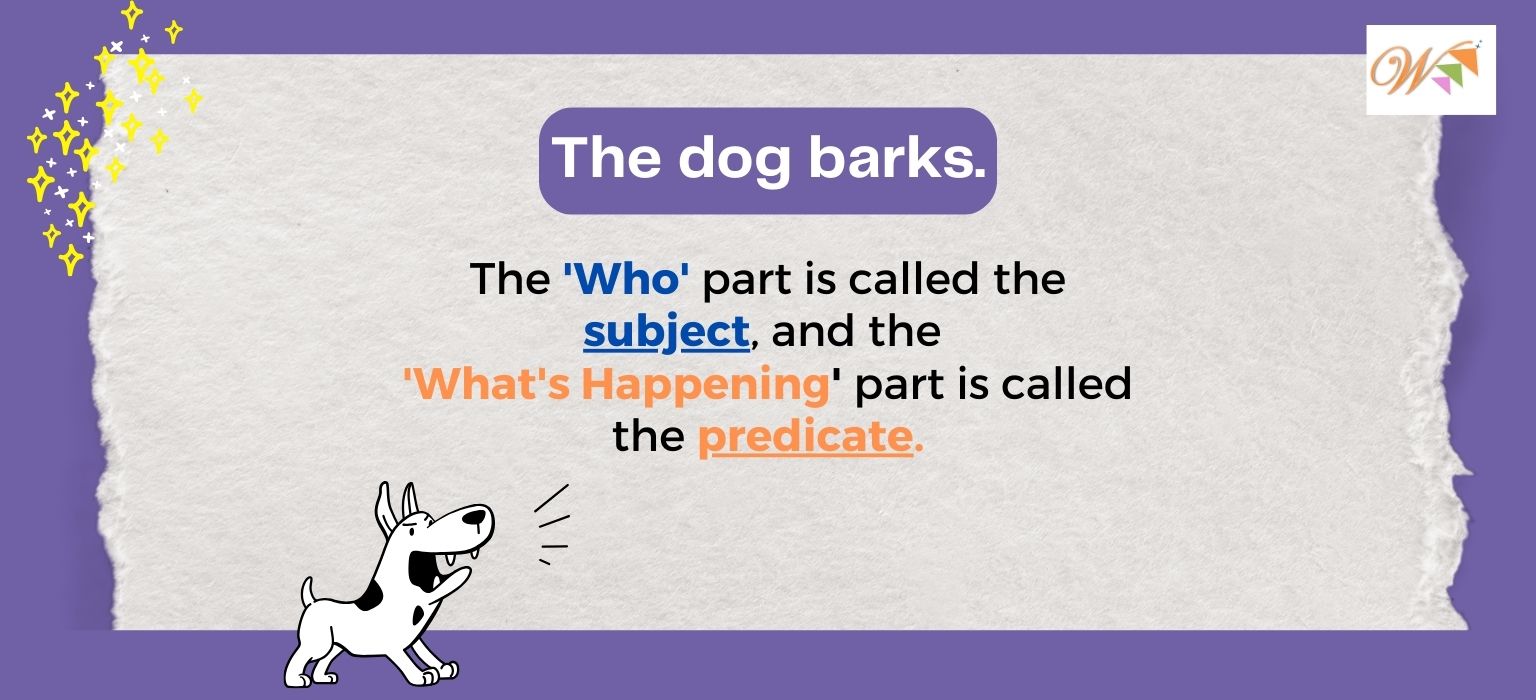 The dog barks.
The 'Who' part is called the
subject, and the
'What's Happening' part is called
the predicate.
W